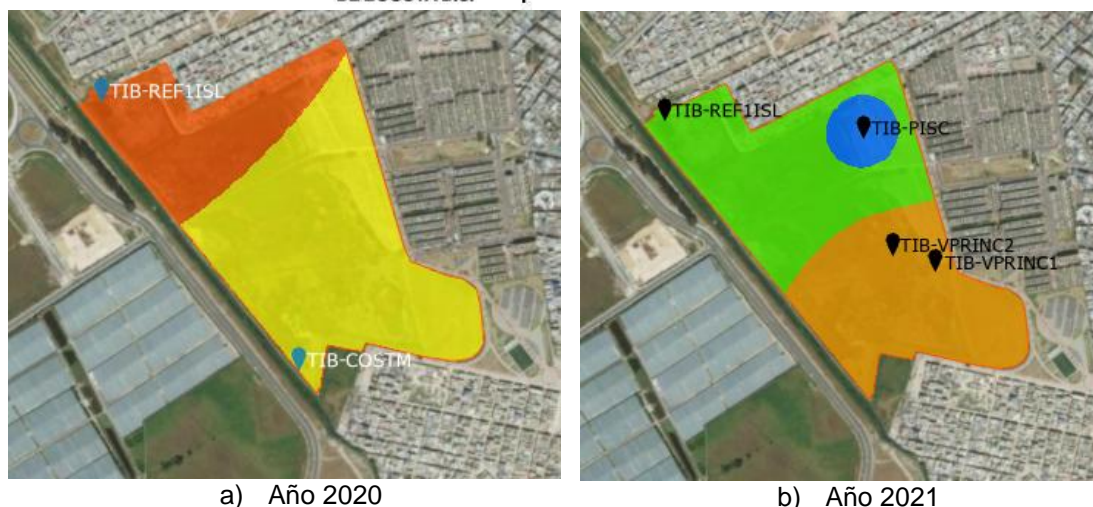 TIB-REF1ISL
TIB-COSTM
TIB-REF1ISL
TIB-PISC
TIB-VPRINC2
TIB-VPRINC1
a) Año 2020
b) Año 2021